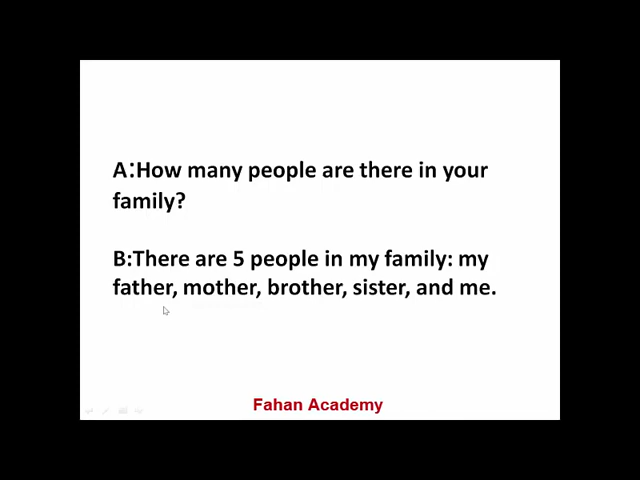 A:How many people are there in your
family?
B:There are 5 people in my family: my
father, mother, brother, sister, and me.
Fahan Academy